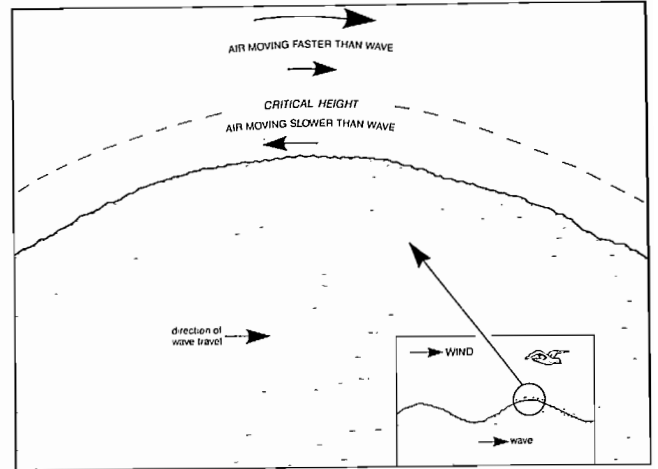 AIR MOVING FASTER THAN WAVE
CRITICAL HEIGHT
AIR MOVING SLOWER THAN WAVE
direction of
wave travel
WIND
wave